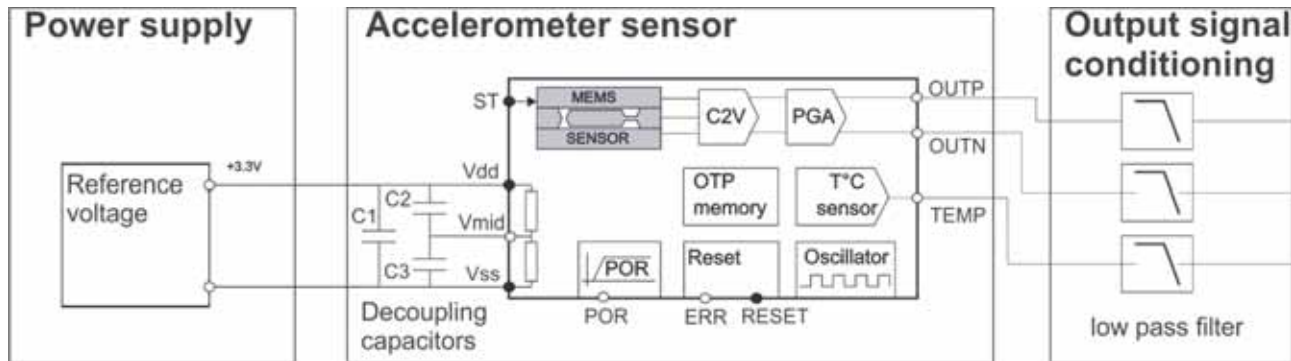 Power supply
Reference
voltage
+3.3V
Accelerometer sensor
ST
MEMS
SENSOR
C2V
PGA
OUTP
OUTN
Vdd
C2
C1
Vmid
C3
Vss
OTP
memory
T°C
sensor
TEMP
POR
Reset
Oscillator
Decoupling
capacitors
POR
ERR
RESET
Output signal
conditioning
low pass filter